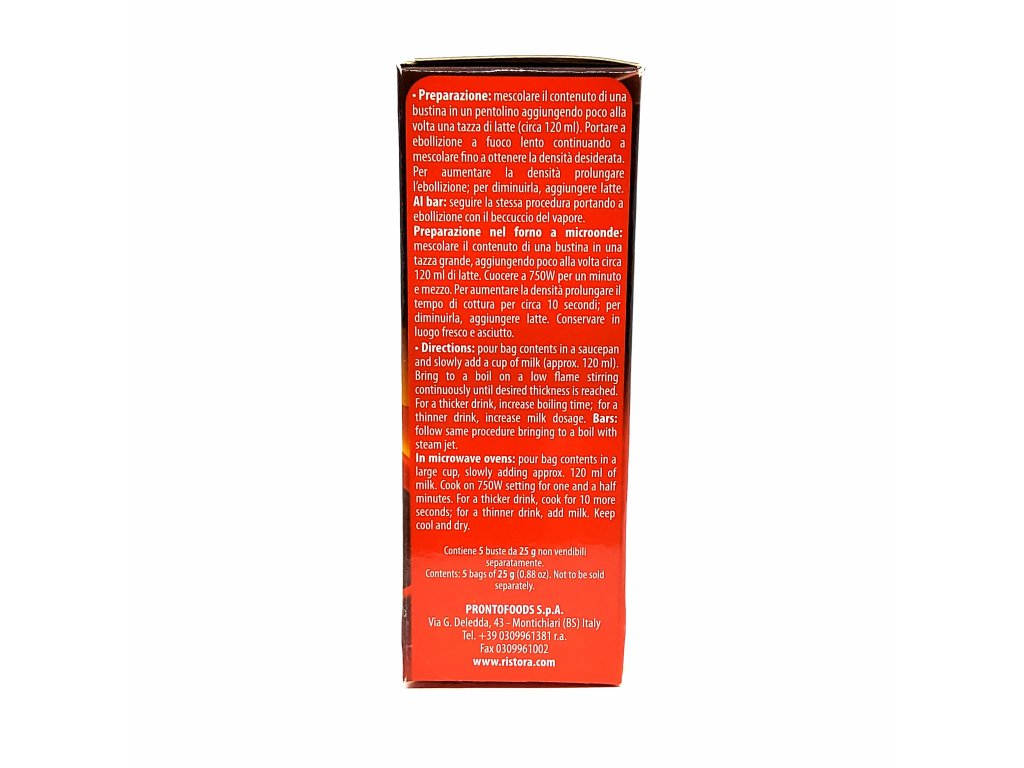 • Preparazione: mescolare il contenuto di una
bustina in un pentolino aggiungendo poco alla
volta una tazza di latte (circa 120 ml). Portare a
ebollizione a fuoco lento continuando a
mescolare fino a ottenere la densità desiderata.
Per aumentare la densità prolungare
l'ebollizione; per diminuirla, aggiungere latte.
Al bar: seguire la stessa procedura portando a
ebollizione con il beccuccio del vapore.
Preparazione nel forno a microonde:
mescolare il contenuto di una bustina in una
tazza grande, aggiungendo poco alla volta circa
120 ml di latte. Cuocere a 750W per un minuto
e mezzo. Per aumentare la densità prolungare il
tempo di cottura per circa 10 secondi; per
diminuirla, aggiungere latte. Conservare in
luogo fresco e asciutto.
• Directions: pour bag contents in a saucepan
and slowly add a cup of milk (approx. 120 ml).
Bring to a boil on a low flame stirring
continuously until desired thickness is reached.
For a thicker drink, increase boiling time; for a
thinner drink, increase milk dosage. Bars:
follow same procedure bringing to a boil with
steam jet.
In microwave ovens: pour bag contents in a
large cup, slowly adding approx. 120 ml of
milk. Cook on 750W setting for one and a half
minutes. For a thicker drink, cook for 10 more
seconds; for a thinner drink, add milk. Keep
cool and dry.
Contiene 5 buste da 25 g non vendibili
separatamente.
Contents: 5 bags of 25 g (0.88 oz). Not to be sold
separately.
PRONTOFOODS S.p.A.
Via G. Deledda, 43 - Montichiari (BS) Italy
Tel. +39 0309961381 r.a.
Fax 0309961002
www.ristora.com